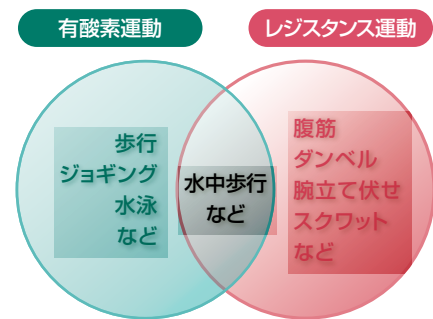 有酸素運動
レジスタンス運動
歩行
ジョギング
水泳
など
水中歩行
など
腹筋
ダンベル
腕立て伏せ
スクワット
など